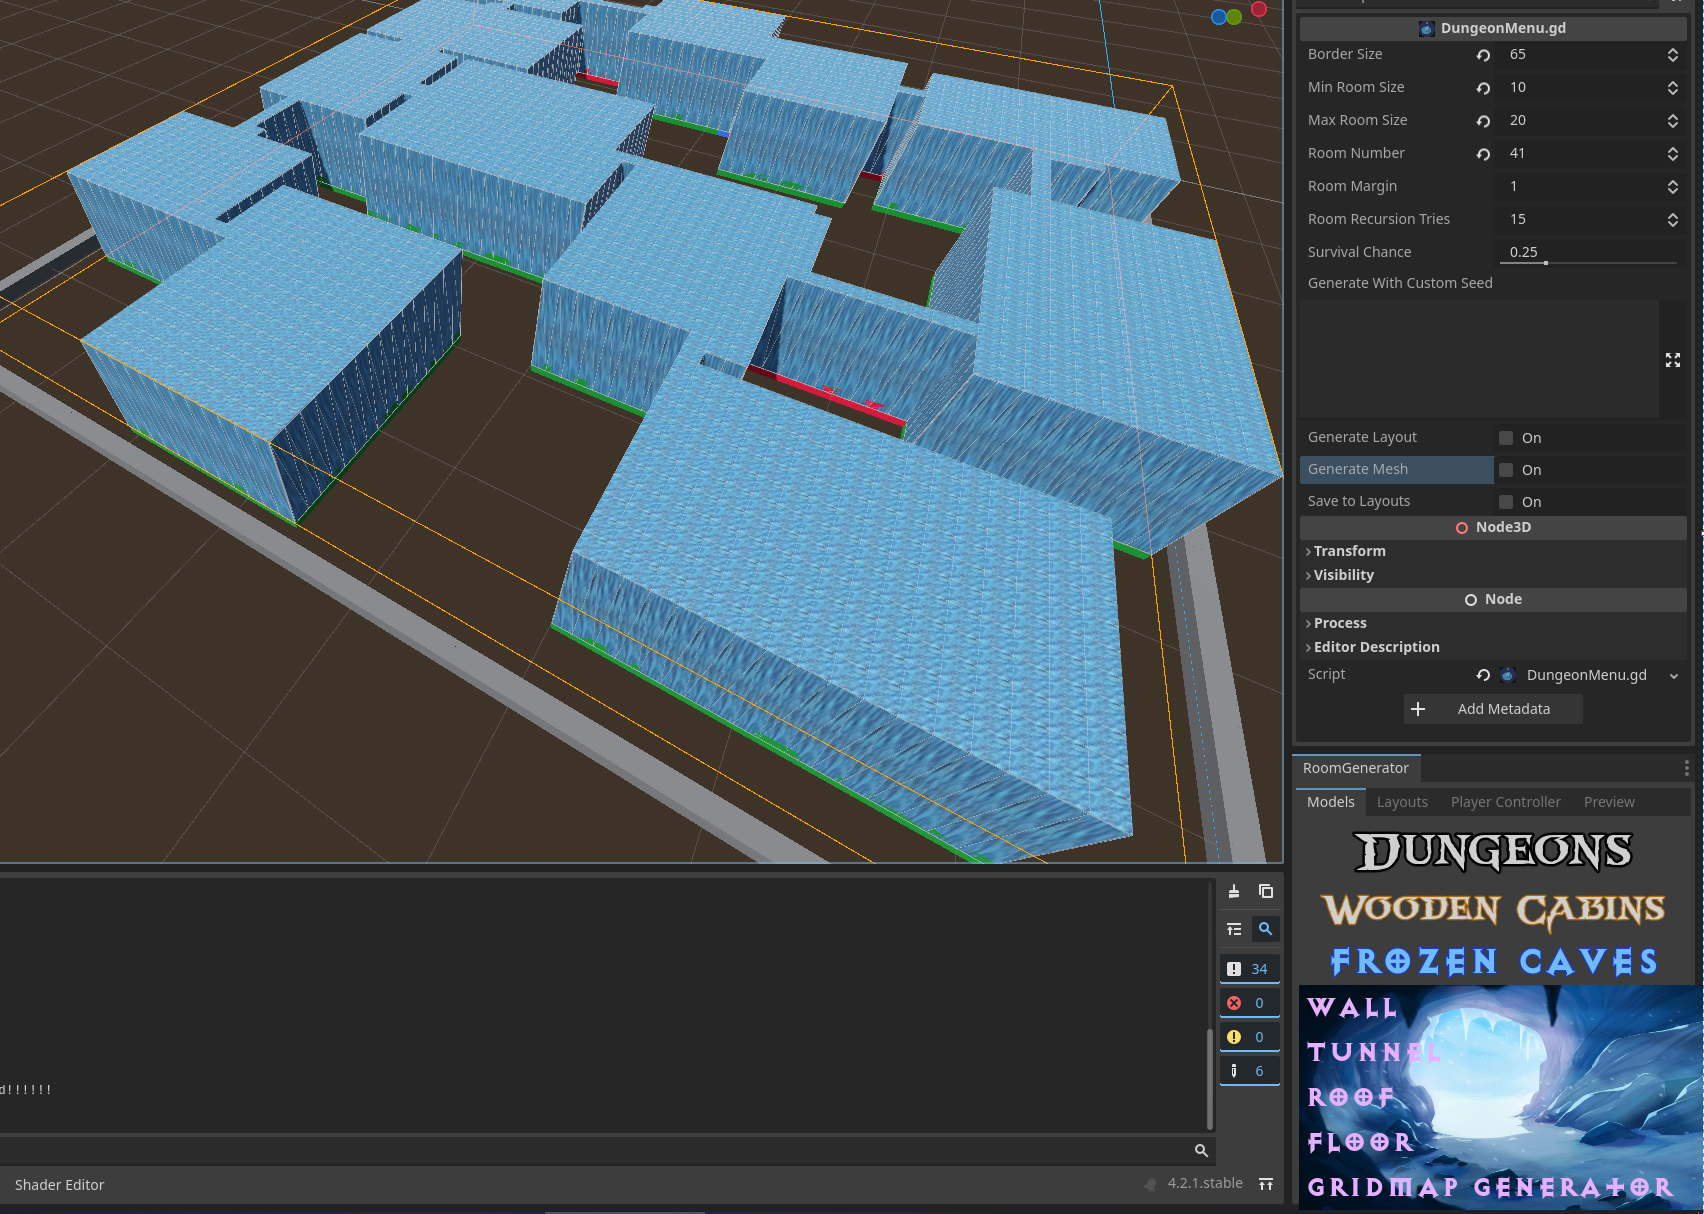 DungeonMenu.gd
Border Size 65
Min Room Size 10
Max Room Size 20
Room Number 41
Room Margin 1
Room Recursion Tries 15
Survival Chance 0.25
Generate With Custom Seed
Generate Layout On
Generate Mesh On
Save to Layouts On
Node3D
Transform
Visibility
Node
Process
Editor Description
Script DungeonMenu.gd
Add Metadata
RoomGenerator
Models Layouts Player Controller Preview
DUNGEONS
WOODEN CABINS
FROZEN CAVES
WALL
TUNNEL
ROOF
FLOOR
GRIDMAP GENERATOR
34
0
0
6
d!!!!!!
Shader Editor
4.2.1.stable